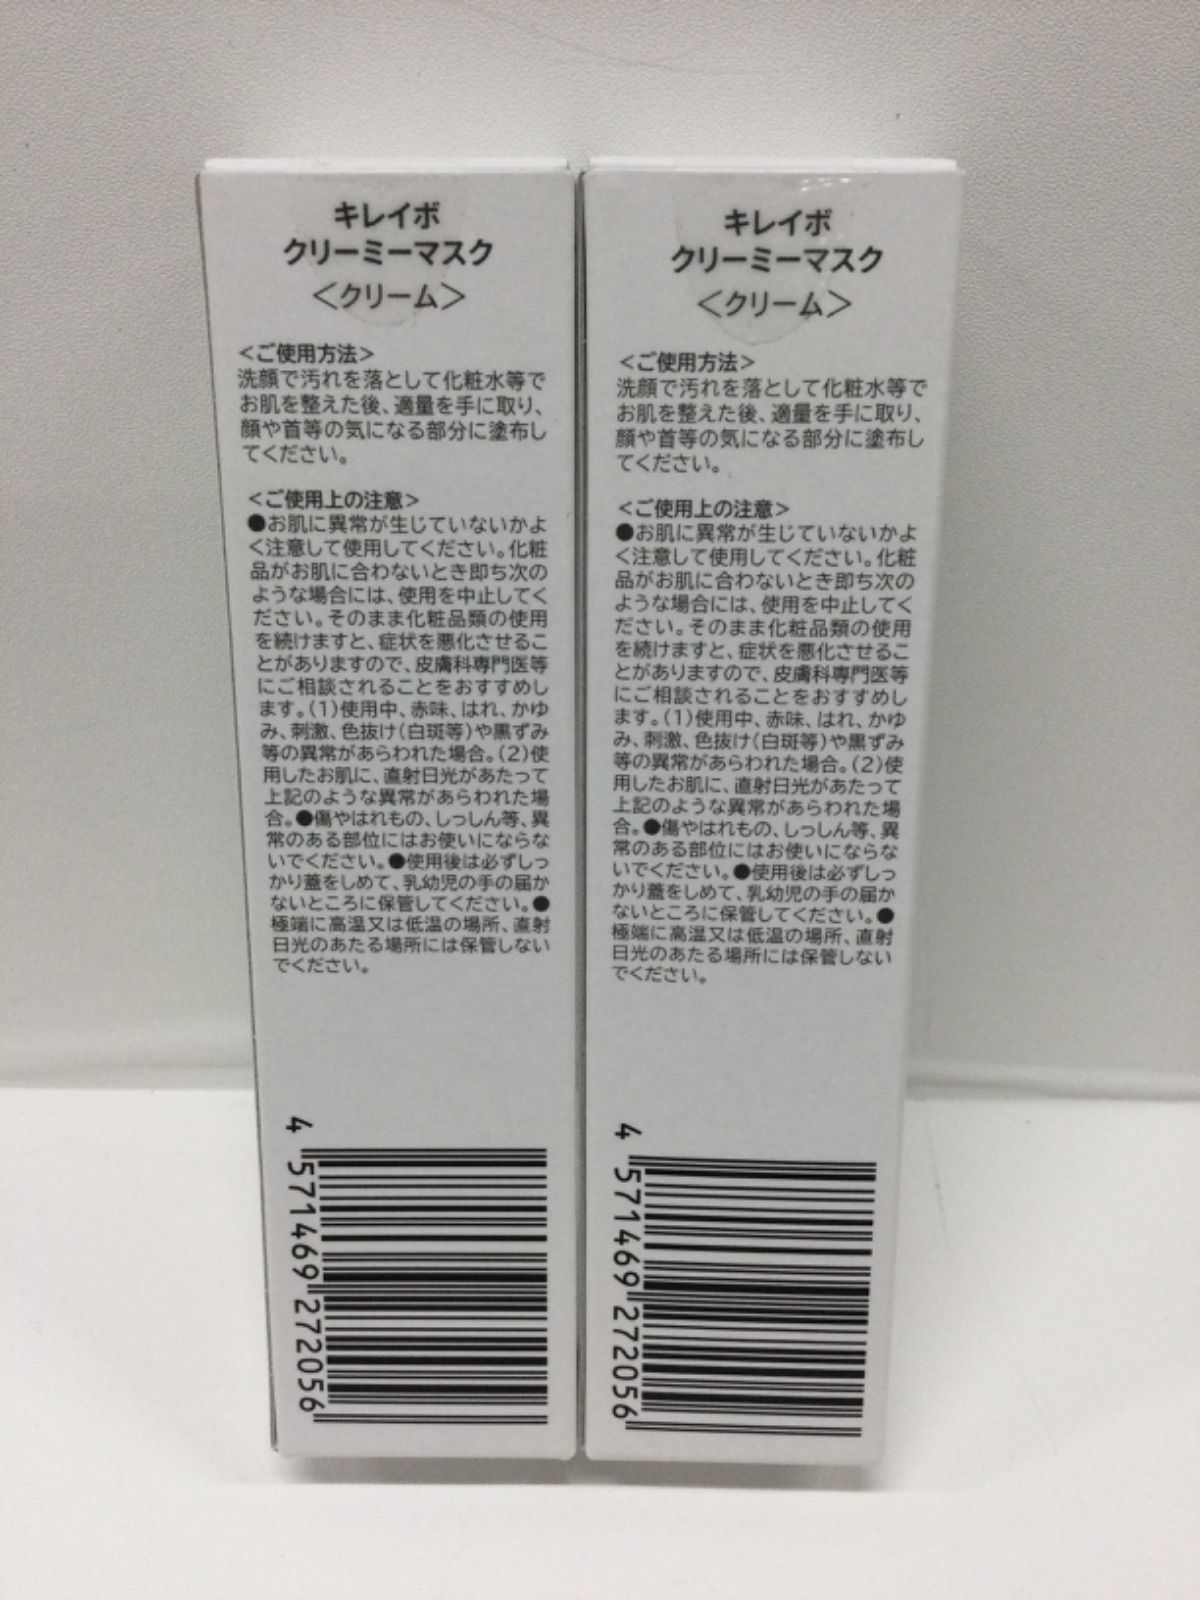 キレイボ
クリーミーマスク
＜クリーム＞
＜ご使用方法＞
洗顔で汚れを落として化粧水等で
お肌を整えた後、適量を手に取り、
顔や首等の気になる部分に塗布し
てください。
＜ご使用上の注意＞
●お肌に異常が生じていないかよ
く注意して使用してください。化粧
品がお肌に合わないとき即ち次の
ような場合には、使用を中止してく
ださい。そのまま化粧品類の使用
を続けますと、症状を悪化させるこ
とがありますので、皮膚科専門医等
にご相談されることをおすすめし
ます。(1)使用中、赤味、はれ、かゆ
み、刺激、色抜け(白斑等)や黒ずみ
等の異常があらわれた場合。(2)使
用したお肌に、直射日光があたって
上記のような異常があらわれた場
合。●傷やはれもの、しっしん等、異
常のある部位にはお使いにならな
いでください。●使用後は必ずしっ
かり蓋をしめて、乳幼児の手の届か
ないところに保管してください。●
極端に高温又は低温の場所、直射
日光のあたる場所には保管しない
でください。
4 571469 272056
キレイボ
クリーミーマスク
＜クリーム＞
＜ご使用方法＞
洗顔で汚れを落として化粧水等で
お肌を整えた後、適量を手に取り、
顔や首等の気になる部分に塗布し
てください。
＜ご使用上の注意＞
●お肌に異常が生じていないかよ
く注意して使用してください。化粧
品がお肌に合わないとき即ち次の
ような場合には、使用を中止してく
ださい。そのまま化粧品類の使用
を続けますと、症状を悪化させるこ
とがありますので、皮膚科専門医等
にご相談されることをおすすめし
ます。(1)使用中、赤味、はれ、かゆ
み、刺激、色抜け(白斑等)や黒ずみ
等の異常があらわれた場合。(2)使
用したお肌に、直射日光があたって
上記のような異常があらわれた場
合。●傷やはれもの、しっしん等、異
常のある部位にはお使いにならな
いでください。●使用後は必ずしっ
かり蓋をしめて、乳幼児の手の届か
ないところに保管してください。●
極端に高温又は低温の場所、直射
日光のあたる場所には保管しない
でください。
4 571469 272056